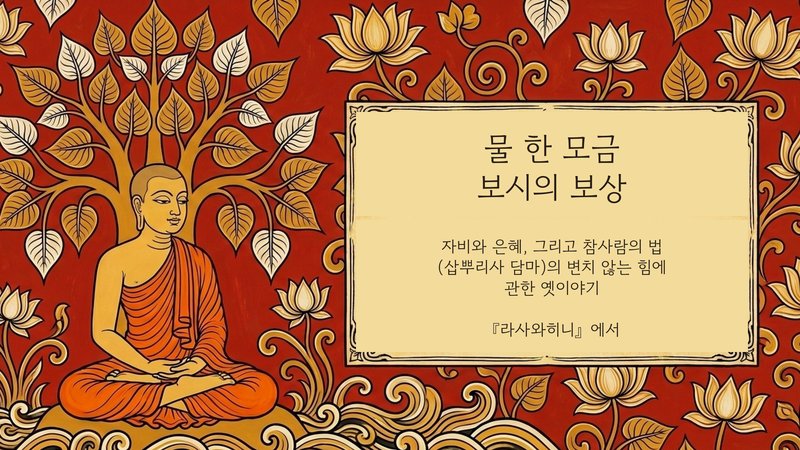 물 한 모금
보시의 보상
자비와 은혜, 그리고 참사람의 법
(삽뿌리사 담마)의 변치 않는 힘에
관한 옛이야기
『라사와히니』에서